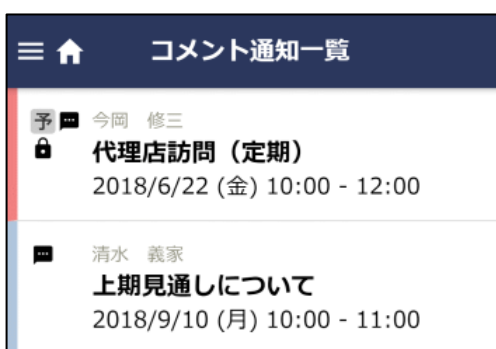 コメント通知一覧
予 今岡 修三
代理店訪問（定期）
2018/6/22 (金) 10:00 - 12:00
清水 義家
上期見通しについて
2018/9/10 (月) 10:00 - 11:00